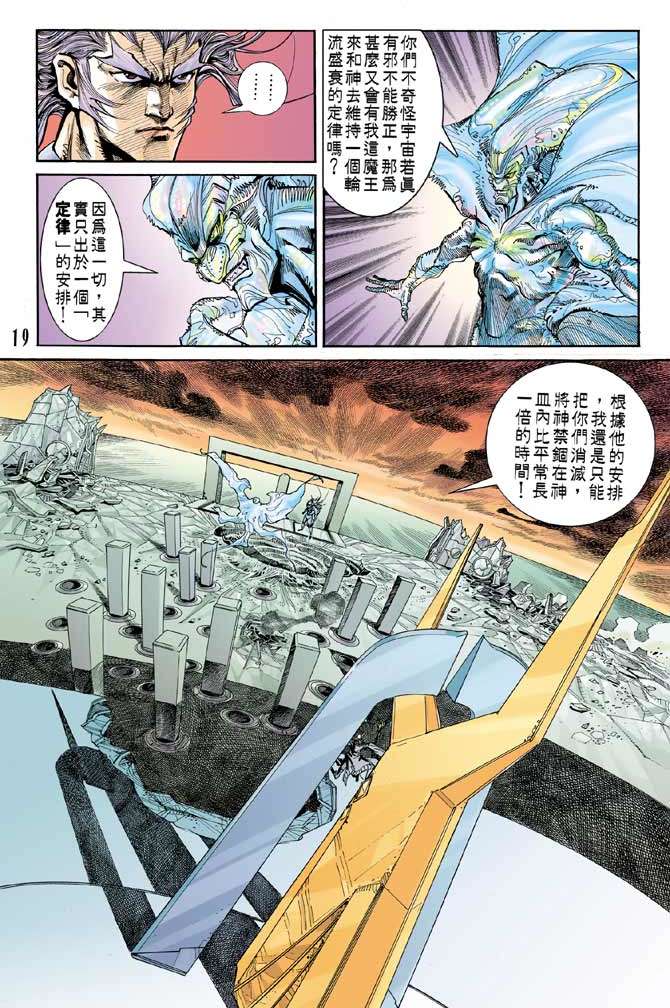 你們不奇怪宇宙若真
有邪不能勝正，那為
甚麼又會有我這魔王
來和神去維持一個輪
流盛衰的定律嗎？
……
因為這一切，其
實只出於一個「
定律」的安排！
19
根據他的安排
，我還是只能
把你們消滅，
將神禁錮在神
皿內比平常長
一倍的時間！